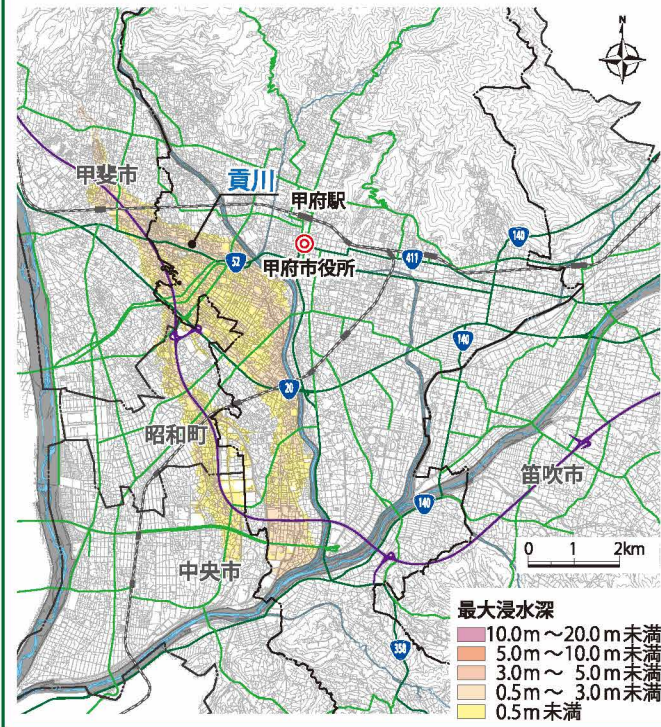 N
甲斐市
貢川
甲府駅
140
52
甲府市役所
411
140
20
昭和町
笛吹市
140
0 1 2km
中央市
358
最大浸水深
10.0m～20.0m未満
5.0m～10.0m未満
3.0m～ 5.0m未満
0.5m～ 3.0m未満
0.5m未満